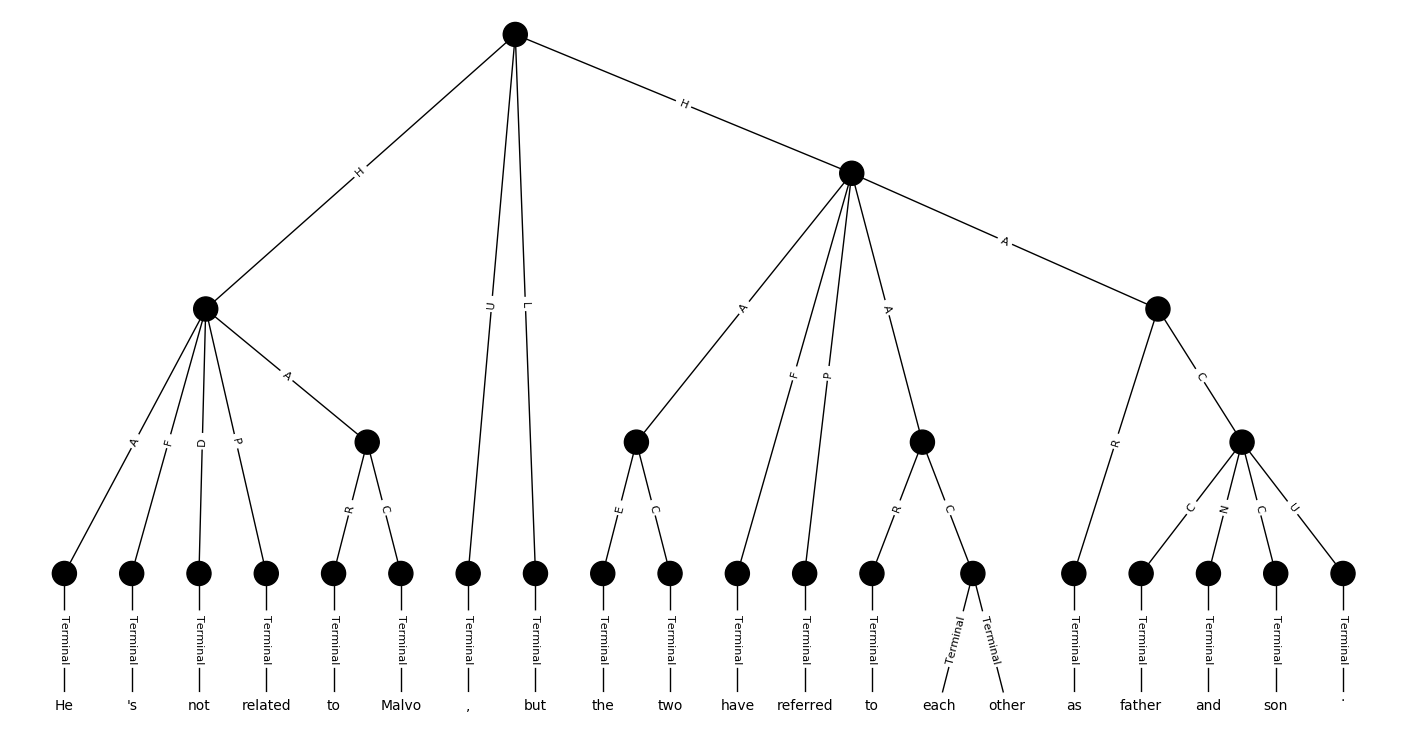 H
H
A
U
L
A
F
P
A
R
A
F
D
P
A
C
R
C
E
C
R
C
C
N
C
U
Terminal Terminal Terminal Terminal Terminal Terminal Terminal Terminal Terminal Terminal Terminal Terminal Terminal Terminal Terminal Terminal Terminal Terminal Terminal Terminal
He 's not related to Malvo , but the two have referred to each other as father and son .